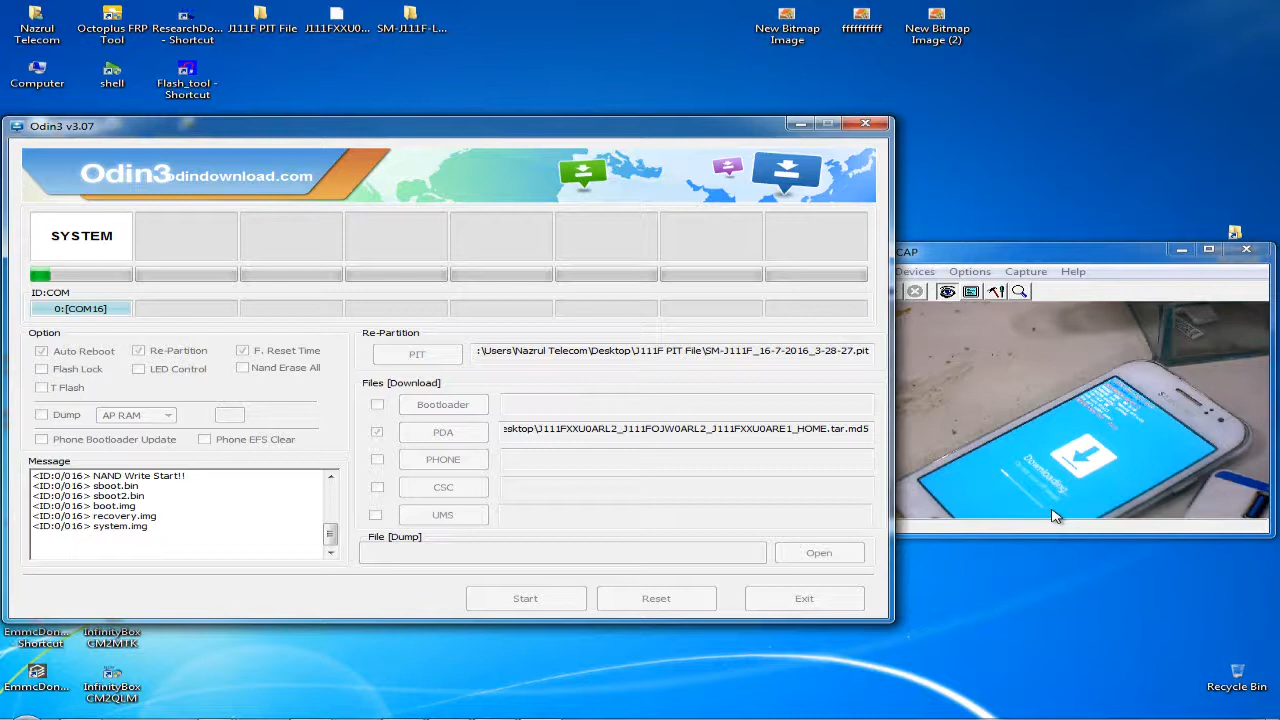 Nazrul
Telecom
Octoplus FRP
Tool
ResearchDo...
- Shortcut
J111F PIT File
J111FXXU0...
SM-J111F-L...
New Bitmap
Image
fffffffffff
New Bitmap
Image (2)
Computer
shell
Flash_tool -
Shortcut
Odin3 v3.07
Odin3
odindownload.com
SYSTEM
ID:COM
0:[COM16]
Option
Auto Reboot
Re-Partition
F. Reset Time
Flash Lock
LED Control
Nand Erase All
T Flash
Dump
AP RAM
Phone Bootloader Update
Phone EFS Clear
Message
<ID:0/016> NAND Write Start!!
<ID:0/016> sboot.bin
<ID:0/016> sboot2.bin
<ID:0/016> boot.img
<ID:0/016> recovery.img
<ID:0/016> system.img
Re-Partition
PIT
:\Users\Nazrul Telecom\Desktop\J111F PIT File\SM-J111F_16-7-2016_3-28-27.pit
Files [Download]
Bootloader
PDA
esktop\J111FXXU0ARL2_J111FOJW0ARL2_J111FXXU0ARE1_HOME.tar.md5
PHONE
CSC
UMS
File [Dump]
Open
Start
Reset
Exit
CAP
Devices
Options
Capture
Help
Downloading...
EmmcDon...
- Shortcut
InfinityBox
CM2MTK
EmmcDon...
InfinityBox
CM2QLM
Recycle Bin